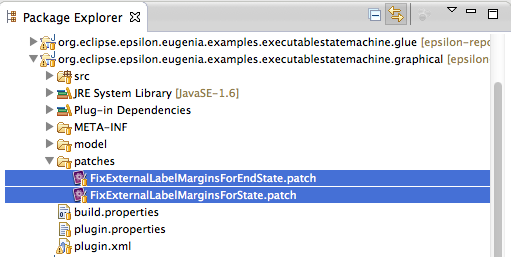 Package Explorer
org.eclipse.epsilon.eugenia.examples.executablestatemachine.glue [epsilon-repo
org.eclipse.epsilon.eugenia.examples.executablestatemachine.graphical [epsilon
src
JRE System Library [JavaSE-1.6]
Plug-in Dependencies
META-INF
model
patches
FixExternalLabelMarginsForEndState.patch
FixExternalLabelMarginsForState.patch
build.properties
plugin.properties
plugin.xml